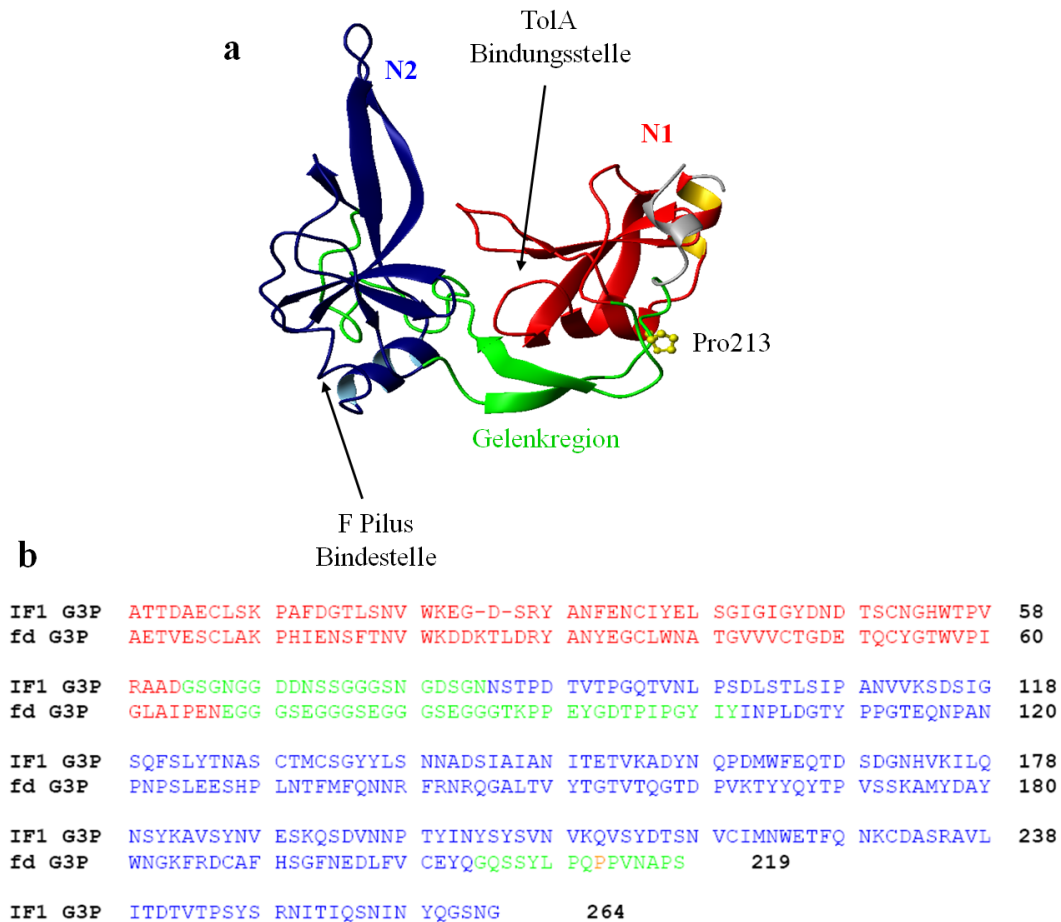 a
TolA
Bindungsstelle
N2
N1
Pro213
Gelenkregion
F Pilus
Bindestelle
b
IF1 G3P ATTDAECLSK PAFDGTLSNV WKEG-D-SRY ANFENCIYEL SGIGIGYDND TSCNGHWTPV 58
fd G3P AETVESCLAK PHIENSFTNV WKDDKTLDRY ANYEGCLWNA TGVVVCTGDE TQCYGTWVPI 60
IF1 G3P RAADGSGNGG DDNSSGGGSN GDSGNNSTPD TVTPGQTVNL PSDLSTLSIP ANVVKSDSIG 118
fd G3P GLAIPENEGG GSEGGGSEGG GSEGGGTKPP EYGDTPIPGY IYINPLDGTY PPGTEQNPAN 120
IF1 G3P SQFSLYTNAS CTMCSGYYLS NNADSIAIAN ITETVKADYN QPDMWFEQTD SDGNHVKILQ 178
fd G3P PNPSLEESHP LNTFMFQNNR FRNRQGALTV YTGTVTQGTD PVKTYYQYTP VSSKAMYDAY 180
IF1 G3P NSYKAVSYNV ESKQSDVNNP TYINYSYSVN VKQVSYDTSN VCIMNWETFQ NKCDASRAVL 238
fd G3P WNGKFRDCAF HSGFNEDLFV CEYQGQSSYL PQPPVNAPS 219
IF1 G3P ITDTVTPSYS RNITIQSNIN YQGSNG 264